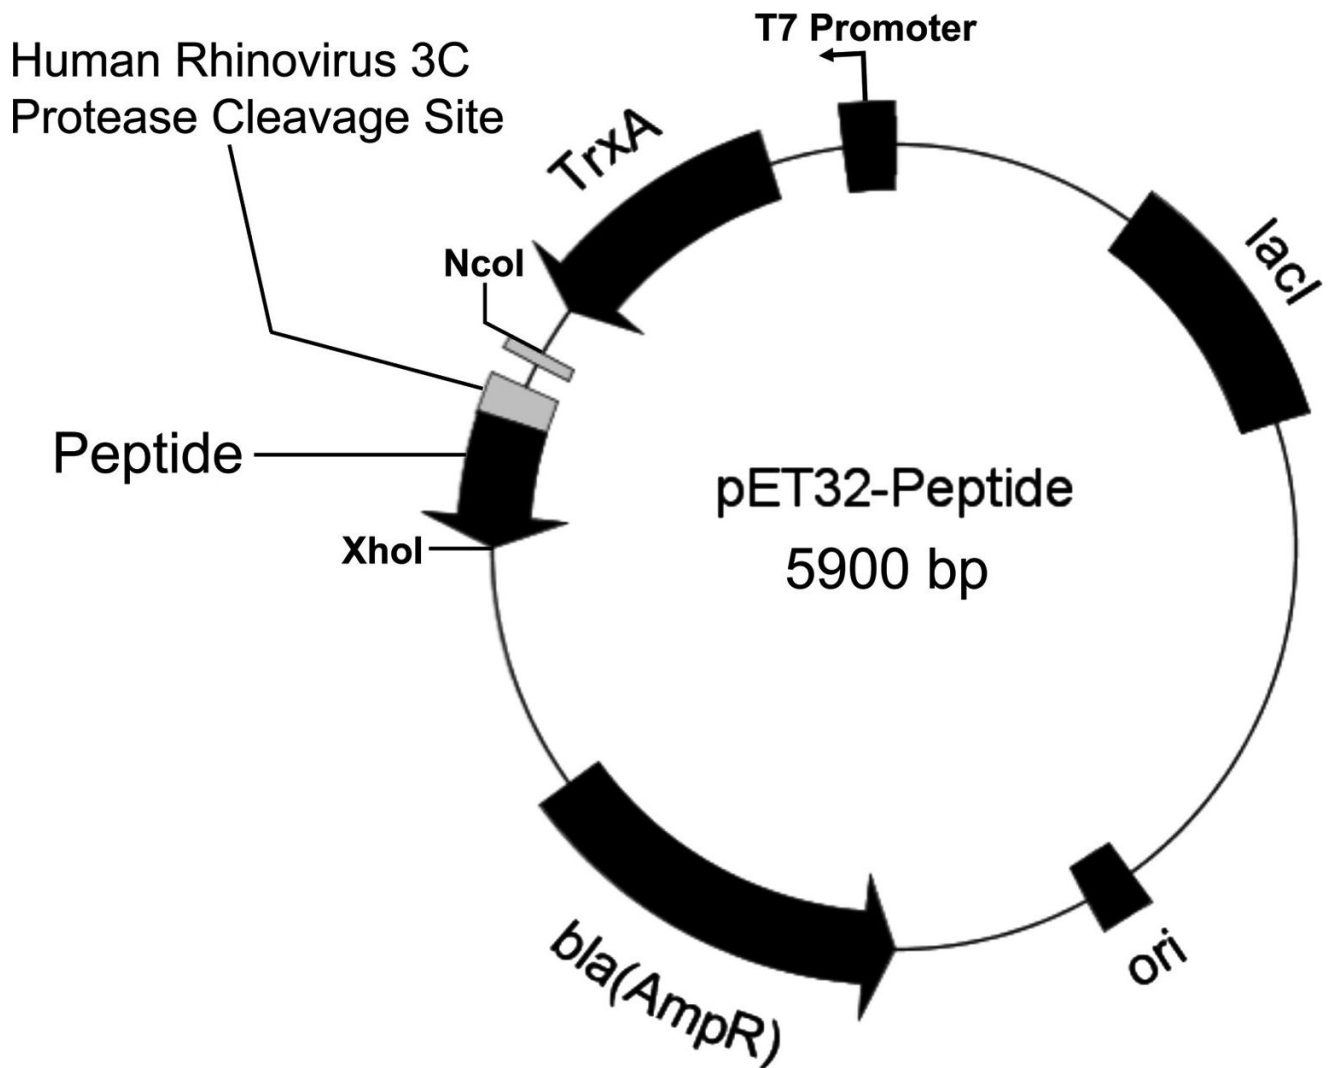 T7 Promoter
Human Rhinovirus 3C
Protease Cleavage Site
TrxA
lacI
NcoI
Peptide
pET32-Peptide
XhoI
5900 bp
bla(AmpR)
ori